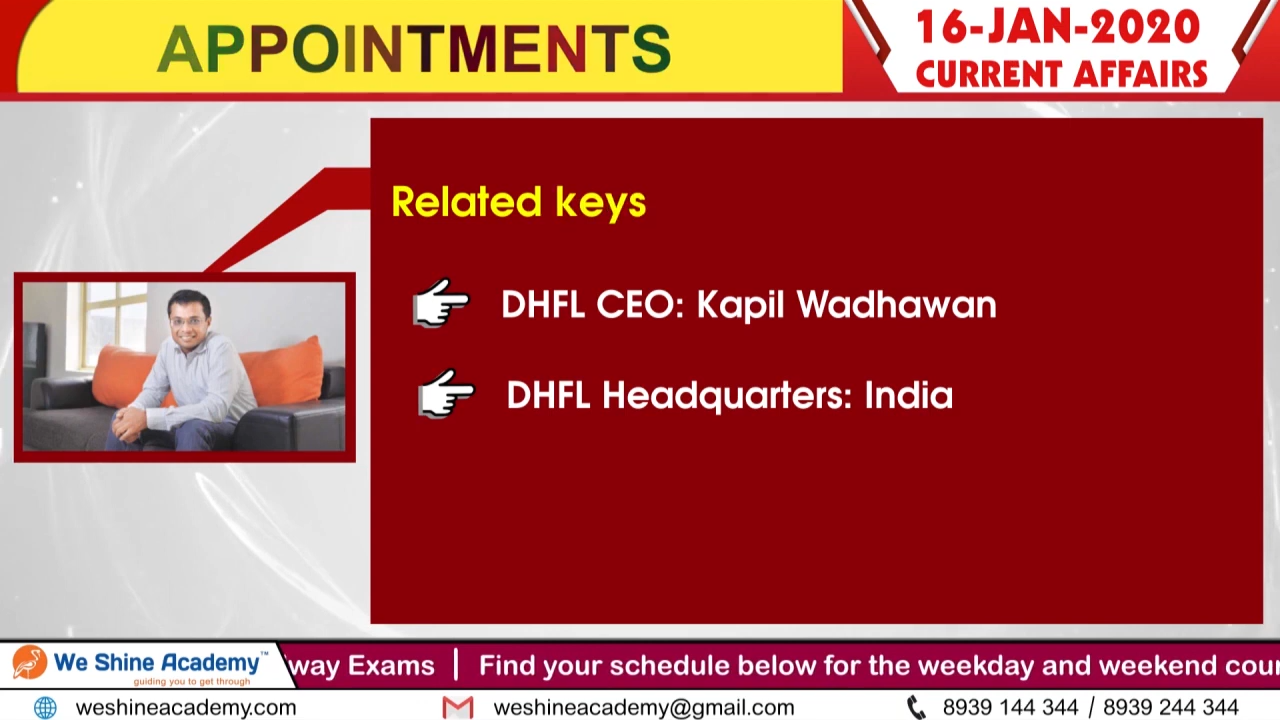 APPOINTMENTS
16-JAN-2020
CURRENT AFFAIRS
Related keys
DHFL CEO: Kapil Wadhawan
DHFL Headquarters: India
We Shine Academy™
guiding you to get through
way Exams | Find your schedule below for the weekday and weekend cour
weshineacademy.com
weshineacademy@gmail.com
8939 144 344 / 8939 244 344